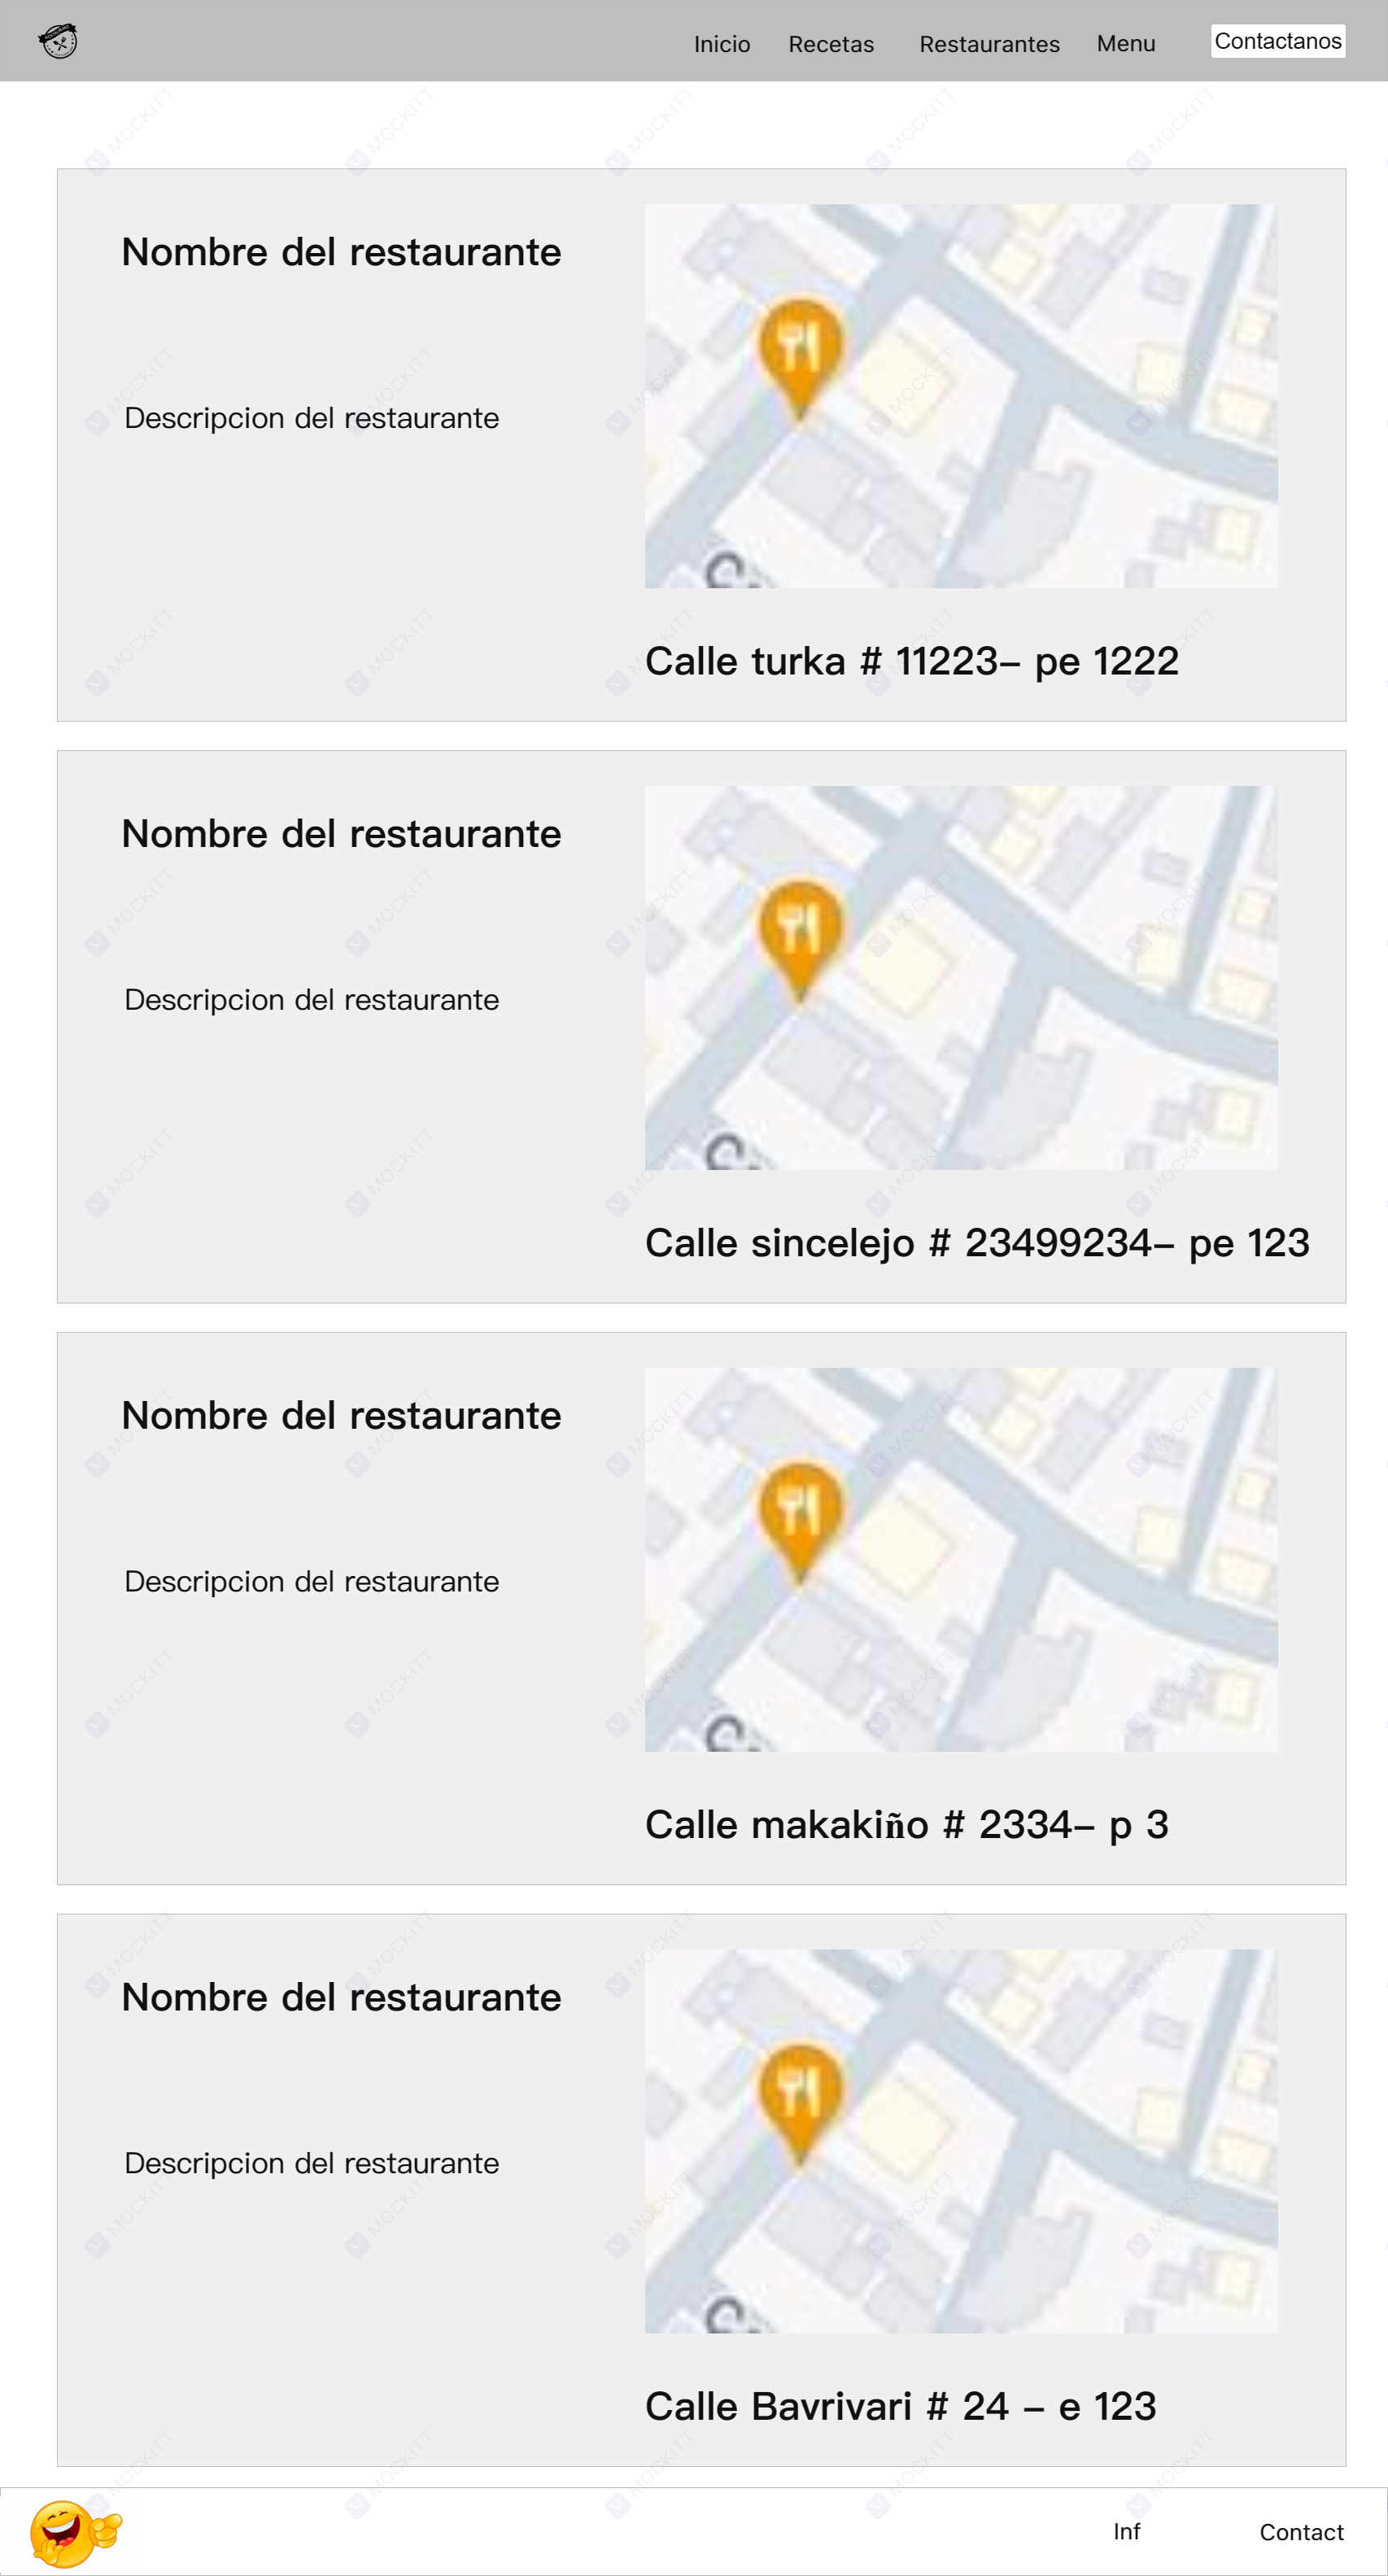 Inicio Recetas Restaurantes Menu Contactanos
Nombre del restaurante
Descripcion del restaurante
Calle turka # 11223– pe 1222
Nombre del restaurante
Descripcion del restaurante
Calle sincelejo # 23499234– pe 123
Nombre del restaurante
Descripcion del restaurante
Calle makakiño # 2334– p 3
Nombre del restaurante
Descripcion del restaurante
Calle Bavrivari # 24 – e 123
Inf Contact
MOCKITT